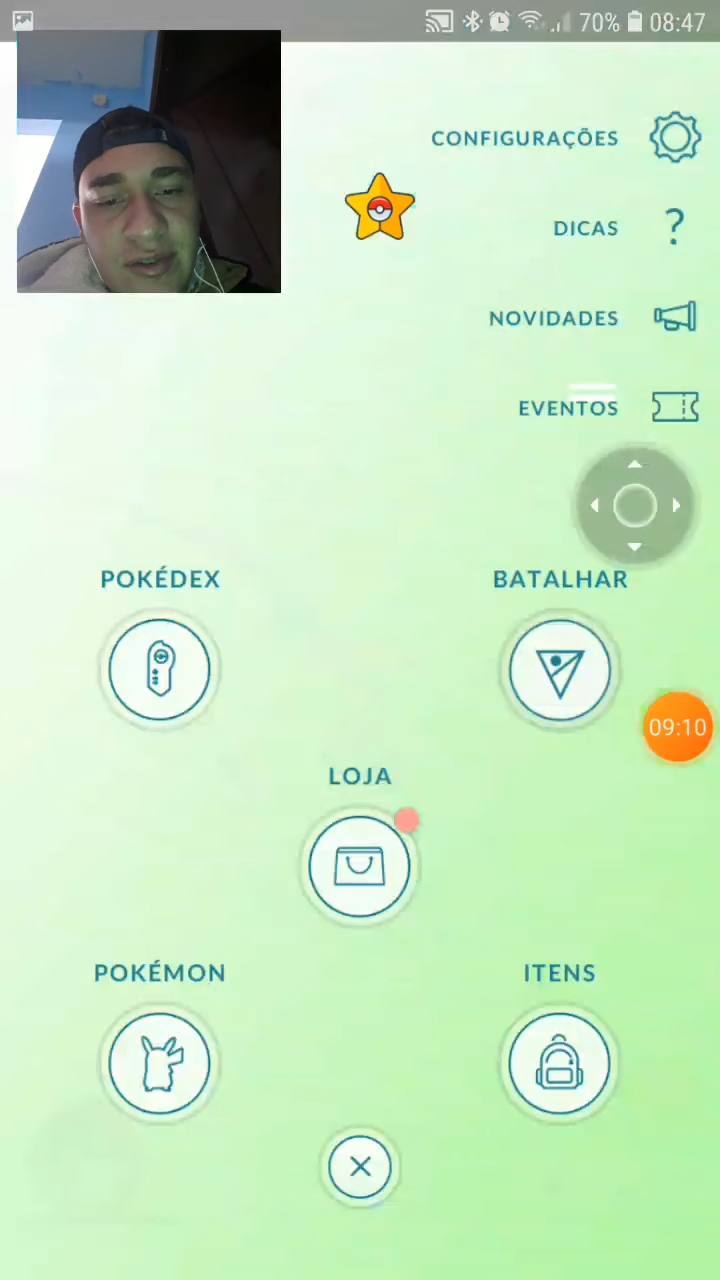 70% 08:47
CONFIGURAÇÕES
DICAS ?
NOVIDADES
EVENTOS
POKÉDEX
BATALHAR
09:10
LOJA
POKÉMON
ITENS